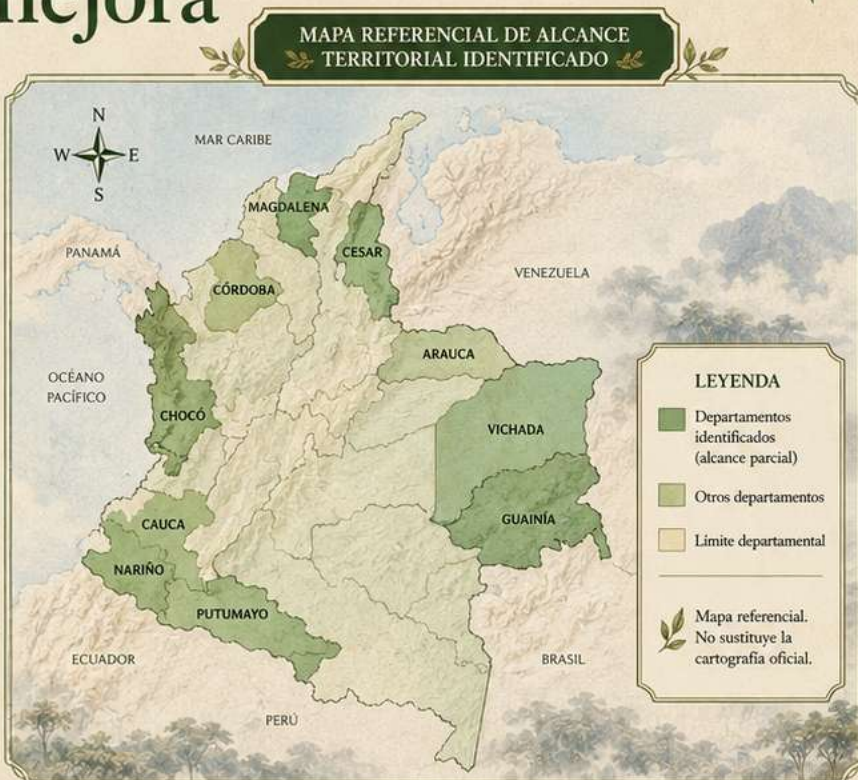 mejora
MAPA REFERENCIAL DE ALCANCE
TERRITORIAL IDENTIFICADO
N
W
E
S
MAR CARIBE
PANAMÁ
MAGDALENA
CESAR
VENEZUELA
CÓRDOBA
ARAUCA
OCÉANO
PACÍFICO
CHOCÓ
VICHADA
CAUCA
GUAINÍA
NARIÑO
PUTUMAYO
ECUADOR
BRASIL
PERÚ
LEYENDA
Departamentos
identificados
(alcance parcial)
Otros departamentos
Límite departamental
Mapa referencial.
No sustituye la
cartografía oficial.